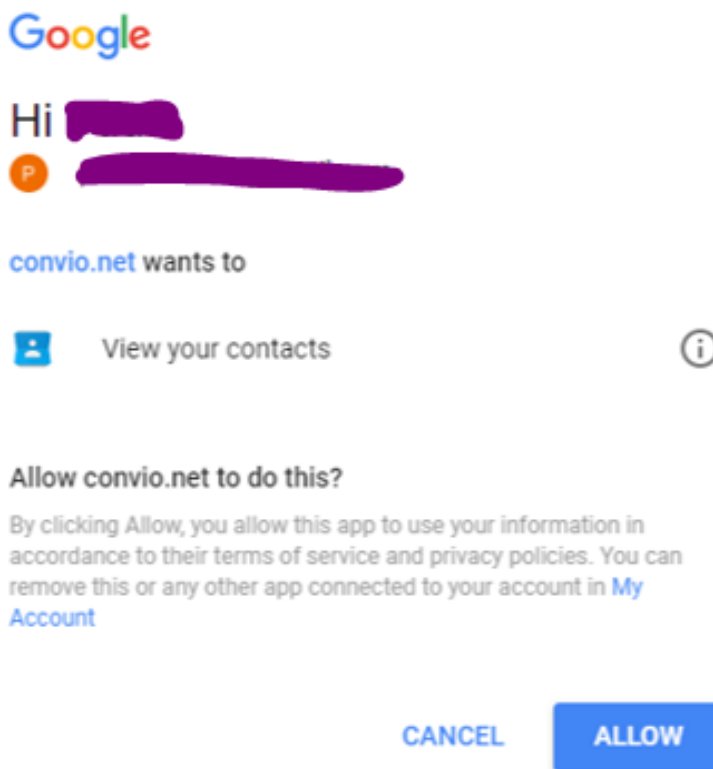 Google
Hi
P
convio.net wants to
View your contacts
Allow convio.net to do this?
By clicking Allow, you allow this app to use your information in
accordance to their terms of service and privacy policies. You can
remove this or any other app connected to your account in My
Account
CANCEL ALLOW